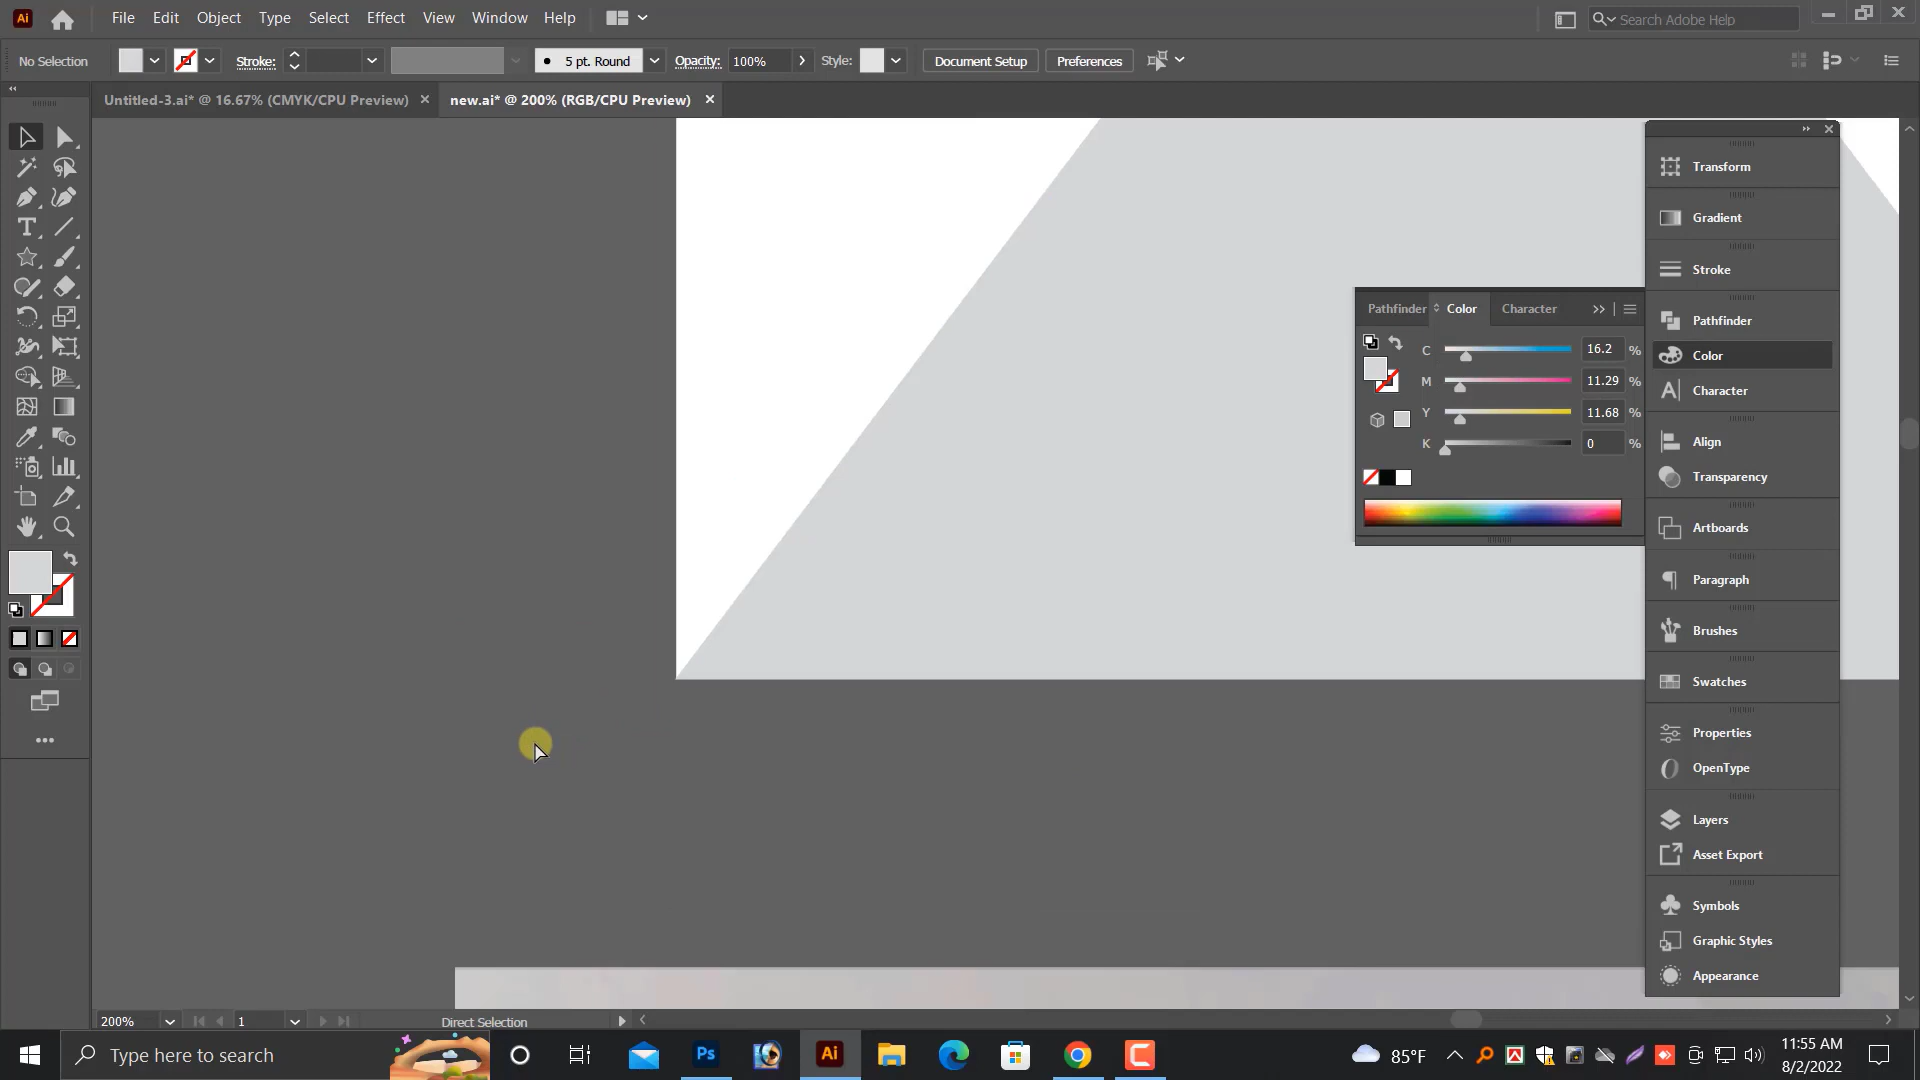 Ai File Edit Object Type Select Effect View Window Help Search Adobe Help
No Selection Stroke: 5 pt. Round Opacity: 100% Style: Document Setup Preferences
Untitled-3.ai* @ 16.67% (CMYK/CPU Preview) new.ai* @ 200% (RGB/CPU Preview)
Transform
Gradient
Stroke
Pathfinder
Color
Character
Align
Transparency
Artboards
Paragraph
Brushes
Swatches
Properties
OpenType
Layers
Asset Export
Symbols
Graphic Styles
Appearance
Pathfinder Color Character
C 16.2 %
M 11.29 %
Y 11.68 %
K 0 %
200% 1 Direct Selection
Type here to search Ps Ai 85°F 11:55 AM
8/2/2022